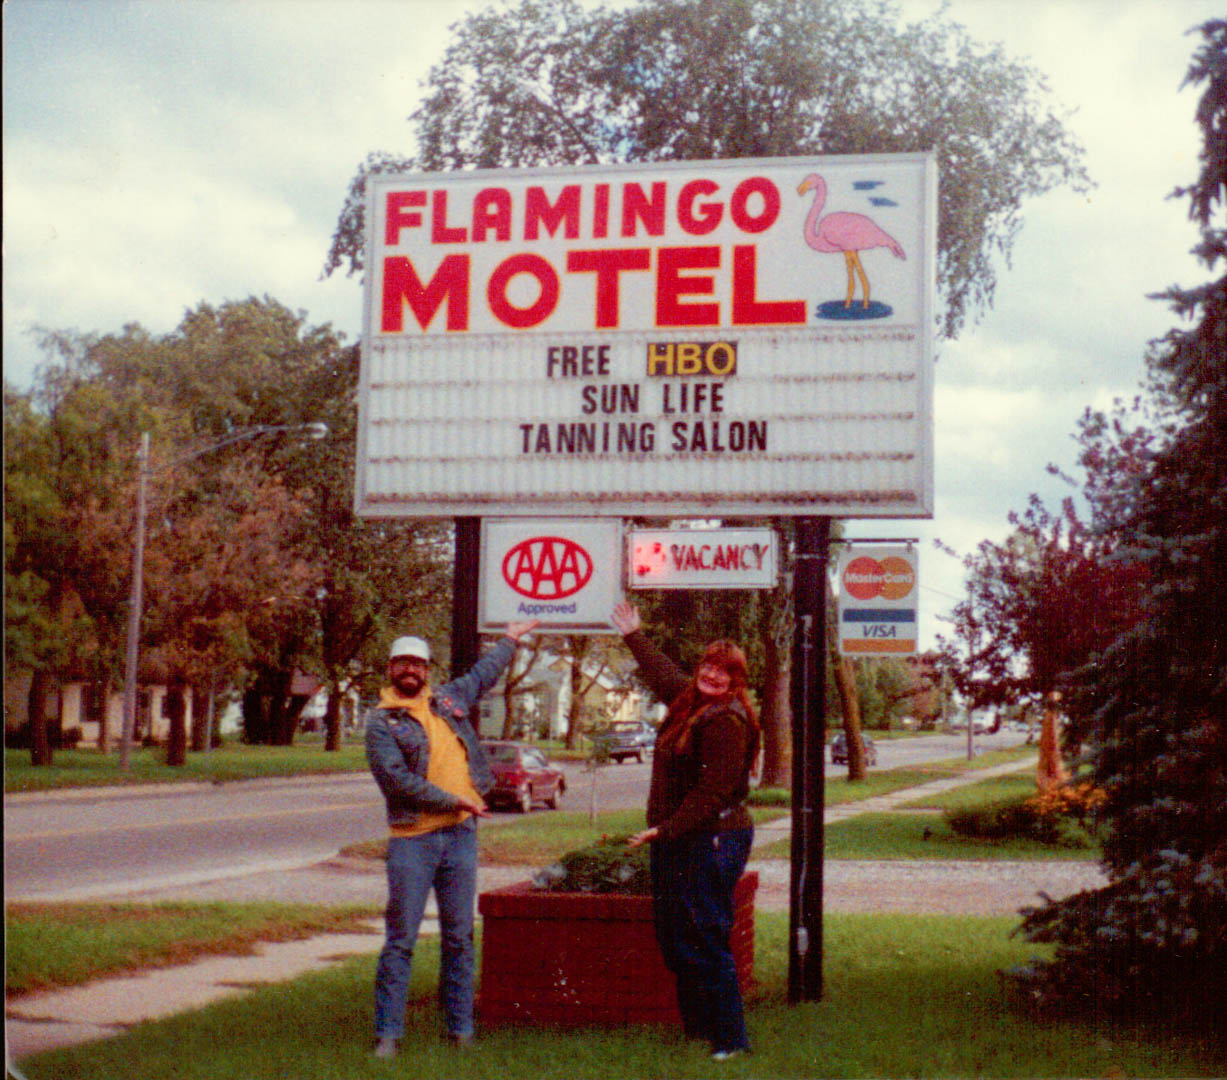 FLAMINGO
MOTEL
FREE HBO
SUN LIFE
TANNING SALON
AAA
Approved
VACANCY
MasterCard
VISA